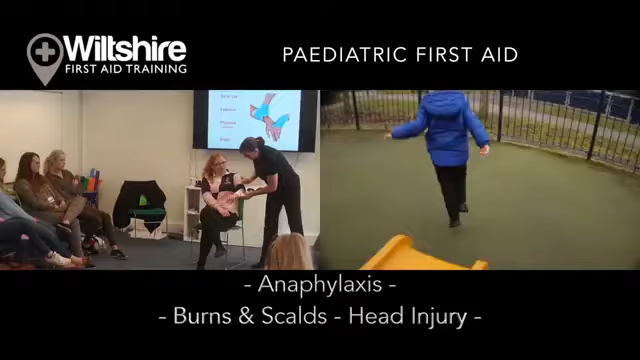 Wiltshire
FIRST AID TRAINING
PAEDIATRIC FIRST AID
- Anaphylaxis -
- Burns & Scalds - Head Injury -